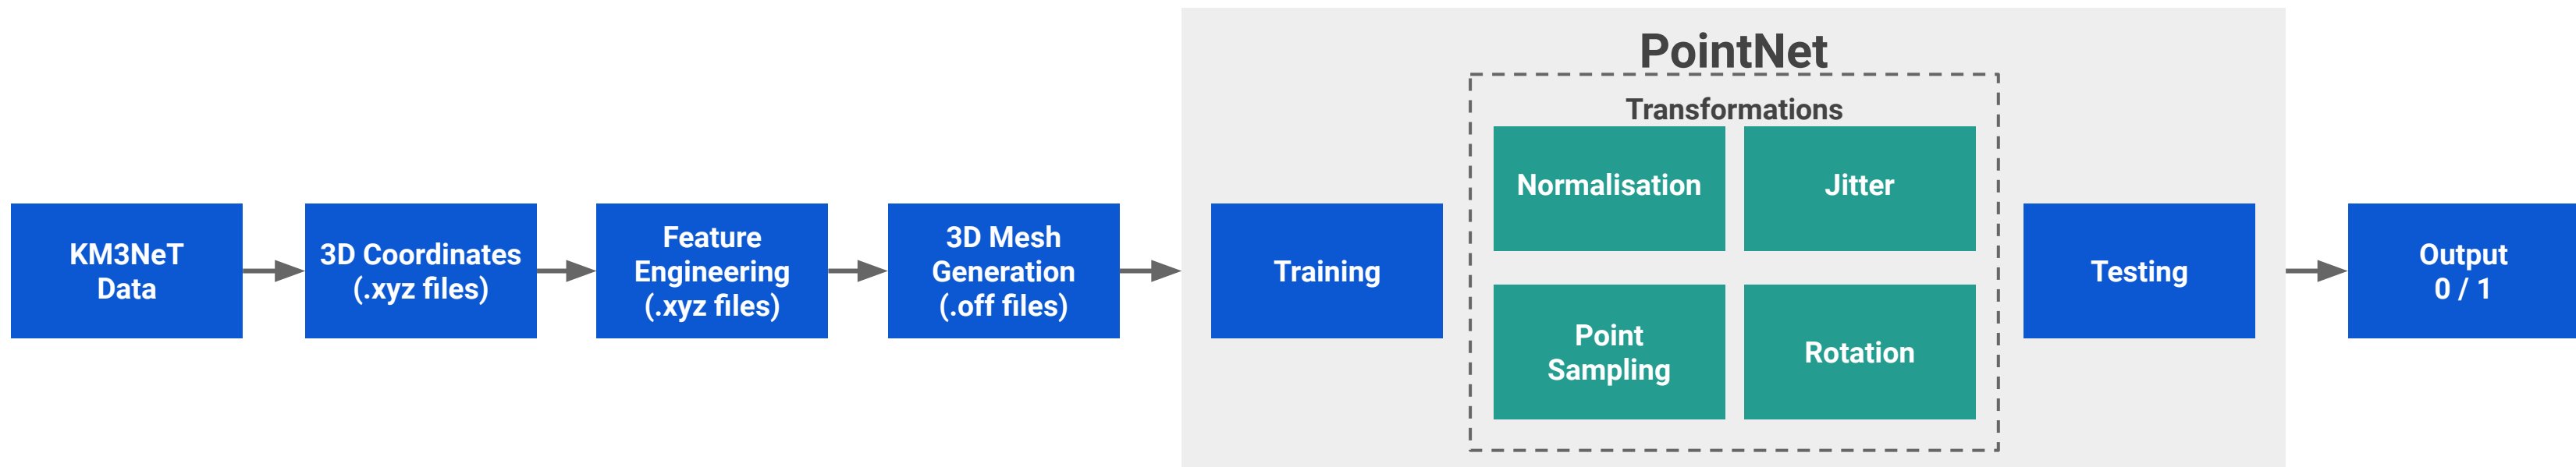 KM3NeT
Data
3D Coordinates
(.xyz files)
Feature
Engineering
(.xyz files)
3D Mesh
Generation
(.off files)
PointNet
Training
Transformations
Normalisation
Jitter
Point
Sampling
Rotation
Testing
Output
0 / 1